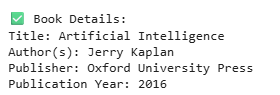 ✅ Book Details:
Title: Artificial Intelligence
Author(s): Jerry Kaplan
Publisher: Oxford University Press
Publication Year: 2016